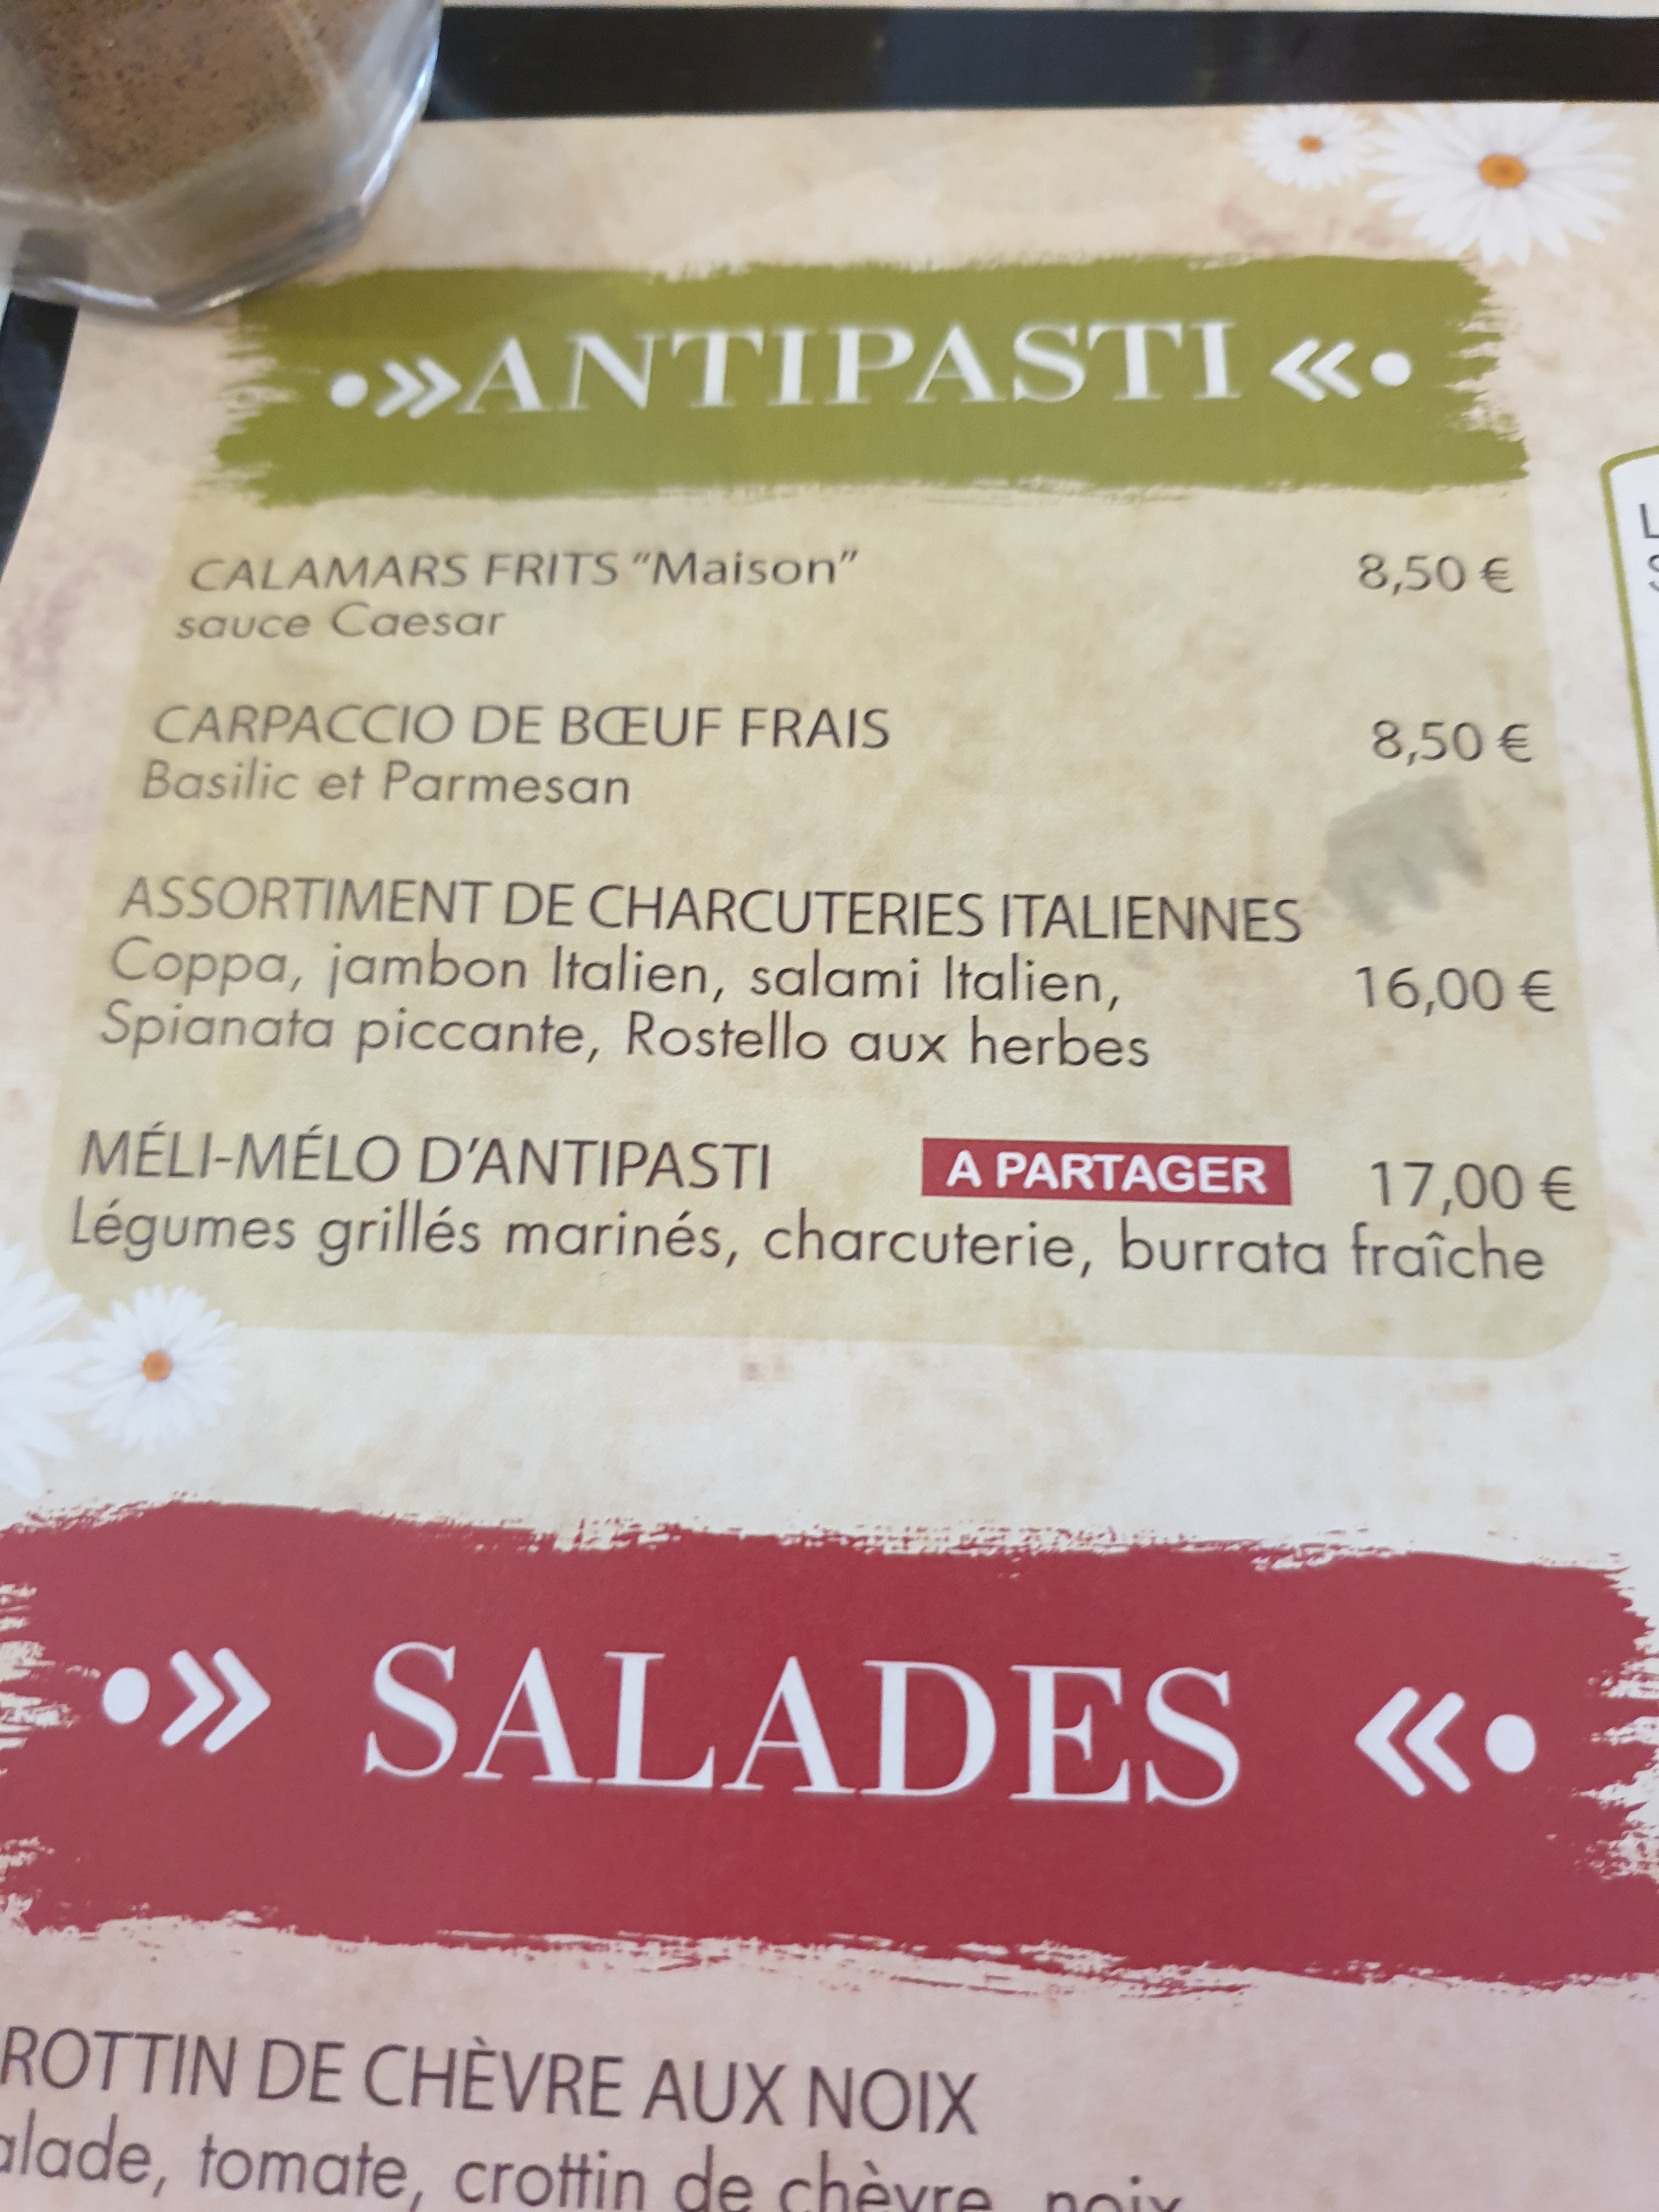 •»ANTIPASTI«•
CALAMARS FRITS "Maison" 8,50 €
sauce Caesar
CARPACCIO DE BŒUF FRAIS 8,50 €
Basilic et Parmesan
ASSORTIMENT DE CHARCUTERIES ITALIENNES
Coppa, jambon Italien, salami Italien, 16,00 €
Spianata piccante, Rostello aux herbes
MÉLI-MÉLO D'ANTIPASTI A PARTAGER 17,00 €
Légumes grillés marinés, charcuterie, burrata fraîche
•» SALADES «•
ROTTIN DE CHÈVRE AUX NOIX
alade, tomate, crottin de chèvre, noix